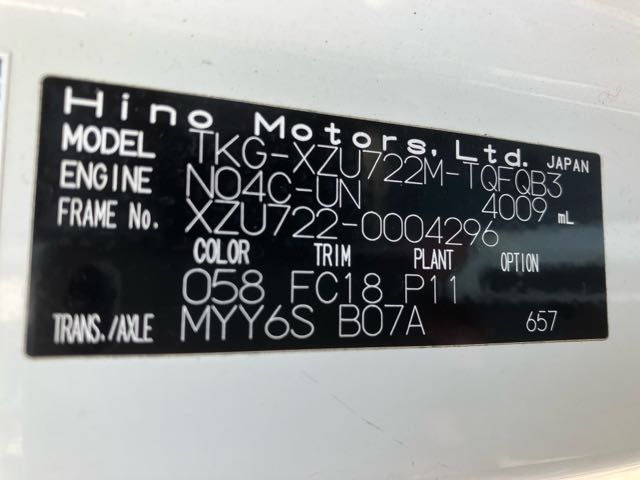 Hino Motors, Ltd. JAPAN
MODEL TKG-XZU722M-TQFQB3
ENGINE N04C-UN 4009 mL
FRAME No. XZU722-0004296
COLOR TRIM PLANT OPTION
058 FC18 P11
TRANS./AXLE MYY6S B07A 657